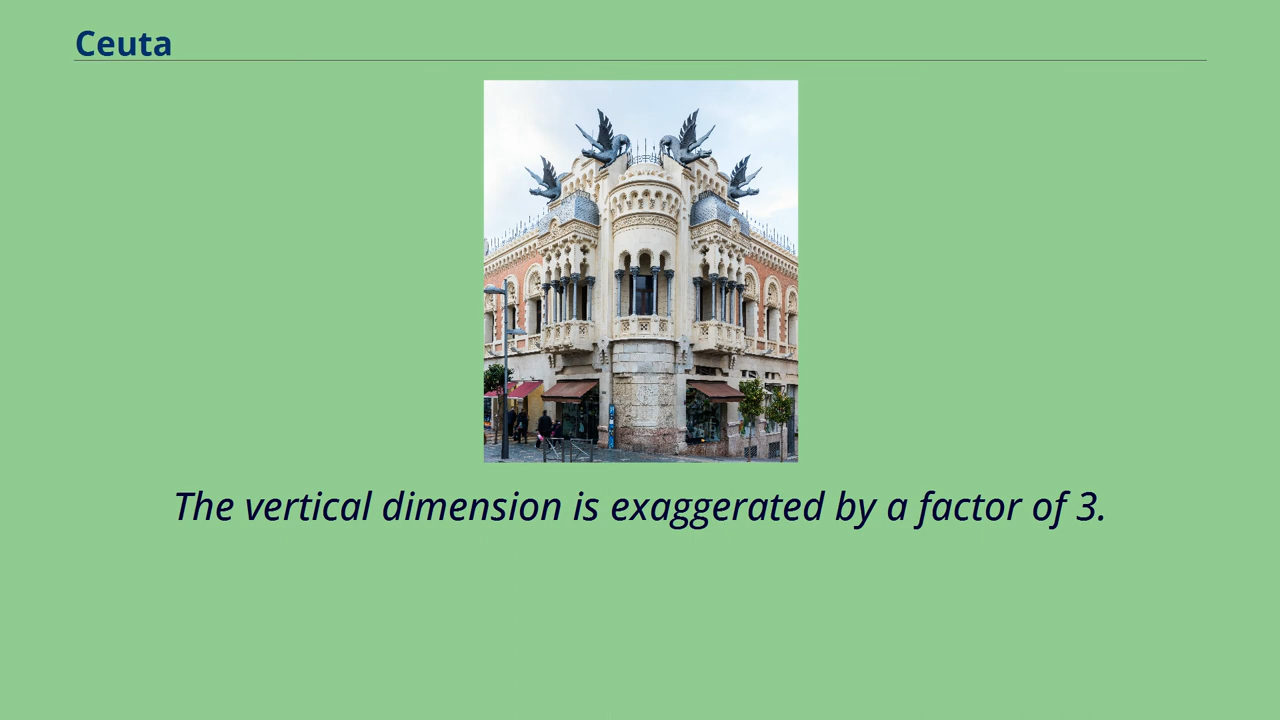 Ceuta
The vertical dimension is exaggerated by a factor of 3.